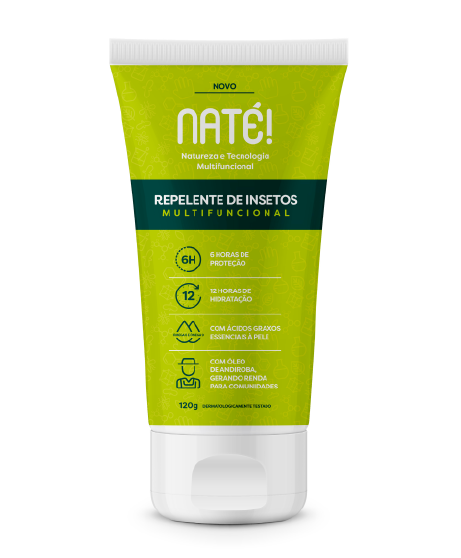 NOVO
NATÉ!
Natureza e Tecnologia
Multifuncional
REPELENTE DE INSETOS
MULTIFUNCIONAL
6H
6 HORAS DE
PROTEÇÃO
12
12 HORAS DE
HIDRATAÇÃO
COM ÁCIDOS GRAXOS
ESSENCIAIS À PELE
COM ÓLEO
DE ANDIROBA,
GERANDO RENDA
PARA COMUNIDADES
120g DERMATOLOGICAMENTE TESTADO